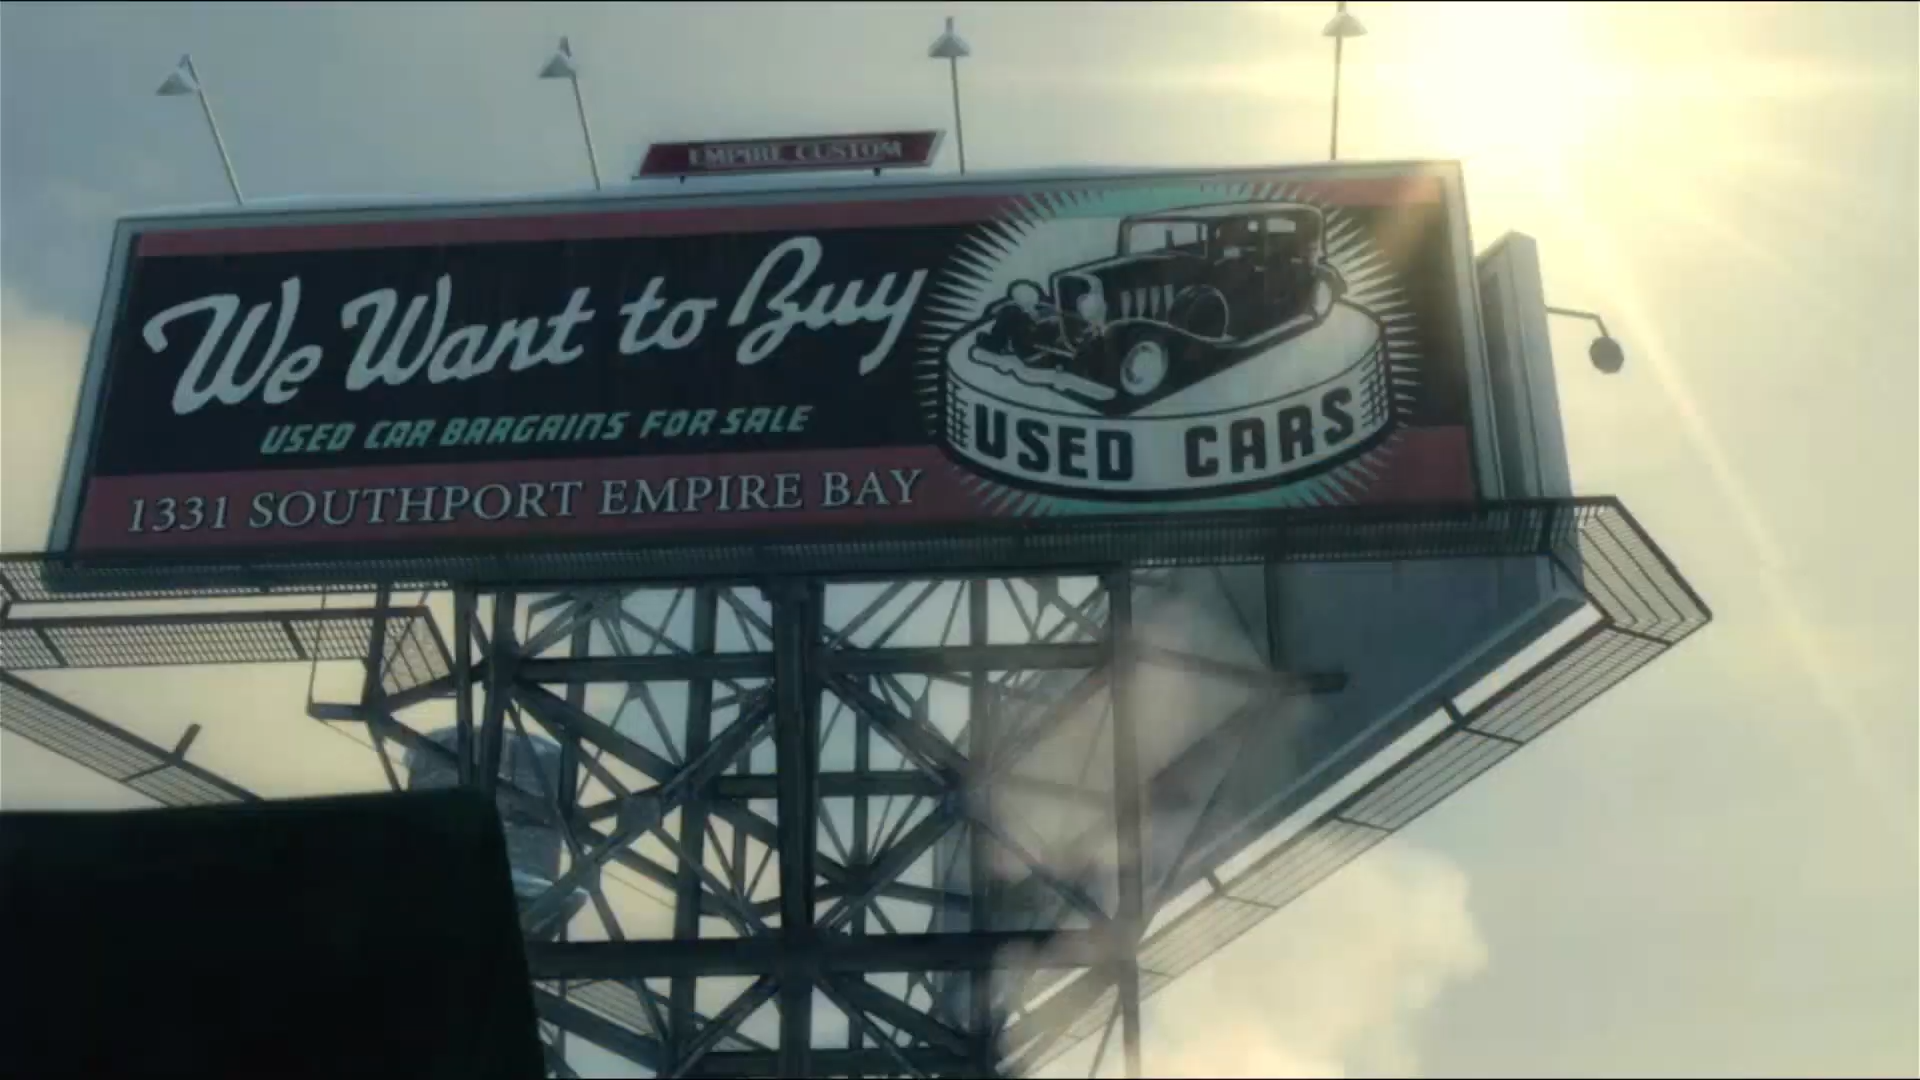 EMPIRE CUSTOM
We Want to Buy
USED CAR BARGAINS FOR SALE
1331 SOUTHPORT EMPIRE BAY
USED CARS